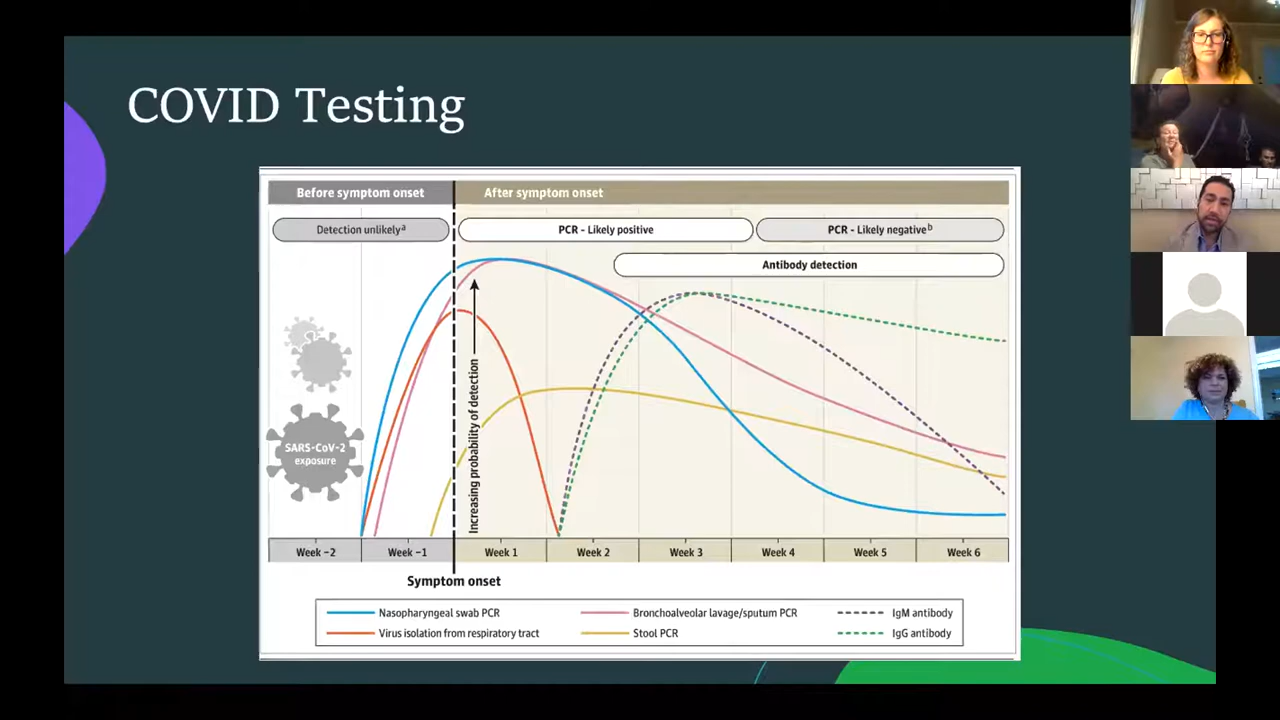 COVID Testing
Before symptom onset
After symptom onset
Detection unlikelyᵃ
PCR - Likely positive
PCR - Likely negativeᵇ
Antibody detection
SARS-CoV-2
exposure
Increasing probability of detection
Week −2
Week −1
Week 1
Week 2
Week 3
Week 4
Week 5
Week 6
Symptom onset
Nasopharyngeal swab PCR
Bronchoalveolar lavage/sputum PCR
IgM antibody
Virus isolation from respiratory tract
Stool PCR
IgG antibody